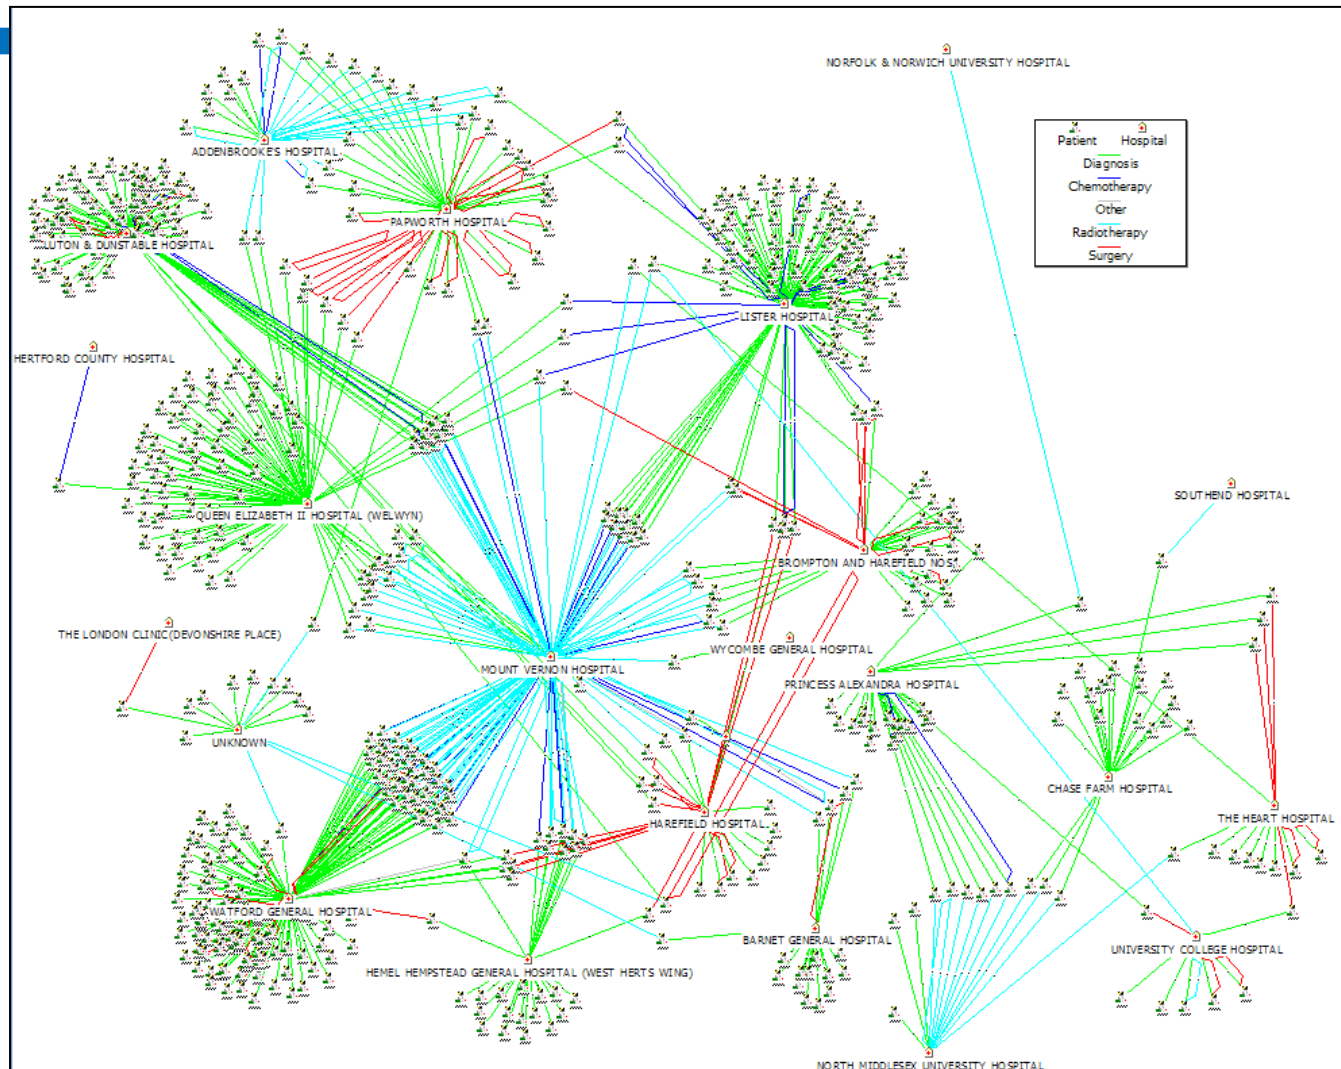 NORFOLK & NORWICH UNIVERSITY HOSPITAL
Patient Hospital
Diagnosis
Chemotherapy
Other
Radiotherapy
Surgery
ADDENBROOKE'S HOSPITAL
PAPWORTH HOSPITAL
LUTON & DUNSTABLE HOSPITAL
LISTER HOSPITAL
HERTFORD COUNTY HOSPITAL
SOUTHEND HOSPITAL
QUEEN ELIZABETH II HOSPITAL (WELWYN)
BROMPTON AND HAREFIELD NOS,
THE LONDON CLINIC(DEVONSHIRE PLACE)
WYCOMBE GENERAL HOSPITAL
MOUNT VERNON HOSPITAL
PRINCESS ALEXANDRA HOSPITAL
UNKNOWN
CHASE FARM HOSPITAL
HAREFIELD HOSPITAL
THE HEART HOSPITAL
WATFORD GENERAL HOSPITAL
BARNET GENERAL HOSPITAL
UNIVERSITY COLLEGE HOSPITAL
HEMEL HEMPSTEAD GENERAL HOSPITAL (WEST HERTS WING)
NORTH MIDDLESEX UNIVERSITY HOSPITAL